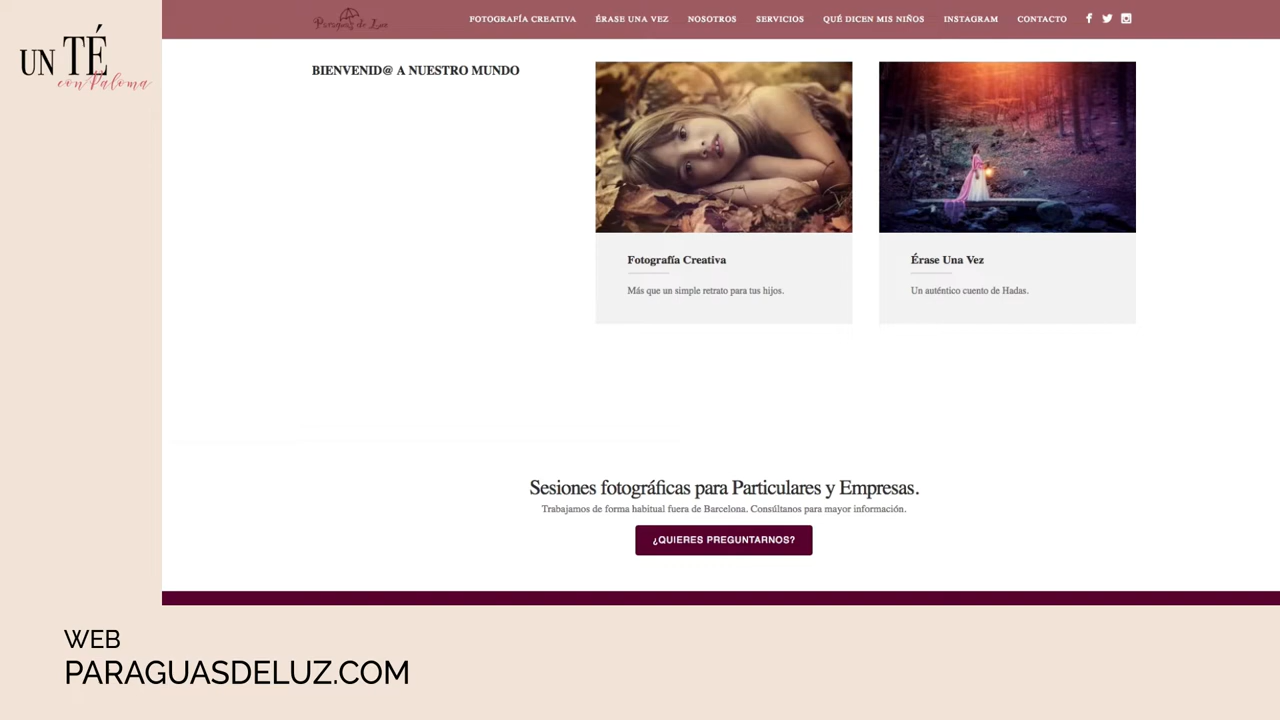 UN TÉ
con Paloma
Paraguas de Luz
FOTOGRAFÍA CREATIVA ÉRASE UNA VEZ NOSOTROS SERVICIOS QUÉ DICEN MIS NIÑOS INSTAGRAM CONTACTO
BIENVENID@ A NUESTRO MUNDO
Fotografía Creativa
Más que un simple retrato para tus hijos.
Érase Una Vez
Un auténtico cuento de Hadas.
Sesiones fotográficas para Particulares y Empresas.
Trabajamos de forma habitual fuera de Barcelona. Consúltanos para mayor información.
¿QUIERES PREGUNTARNOS?
WEB
PARAGUASDELUZ.COM